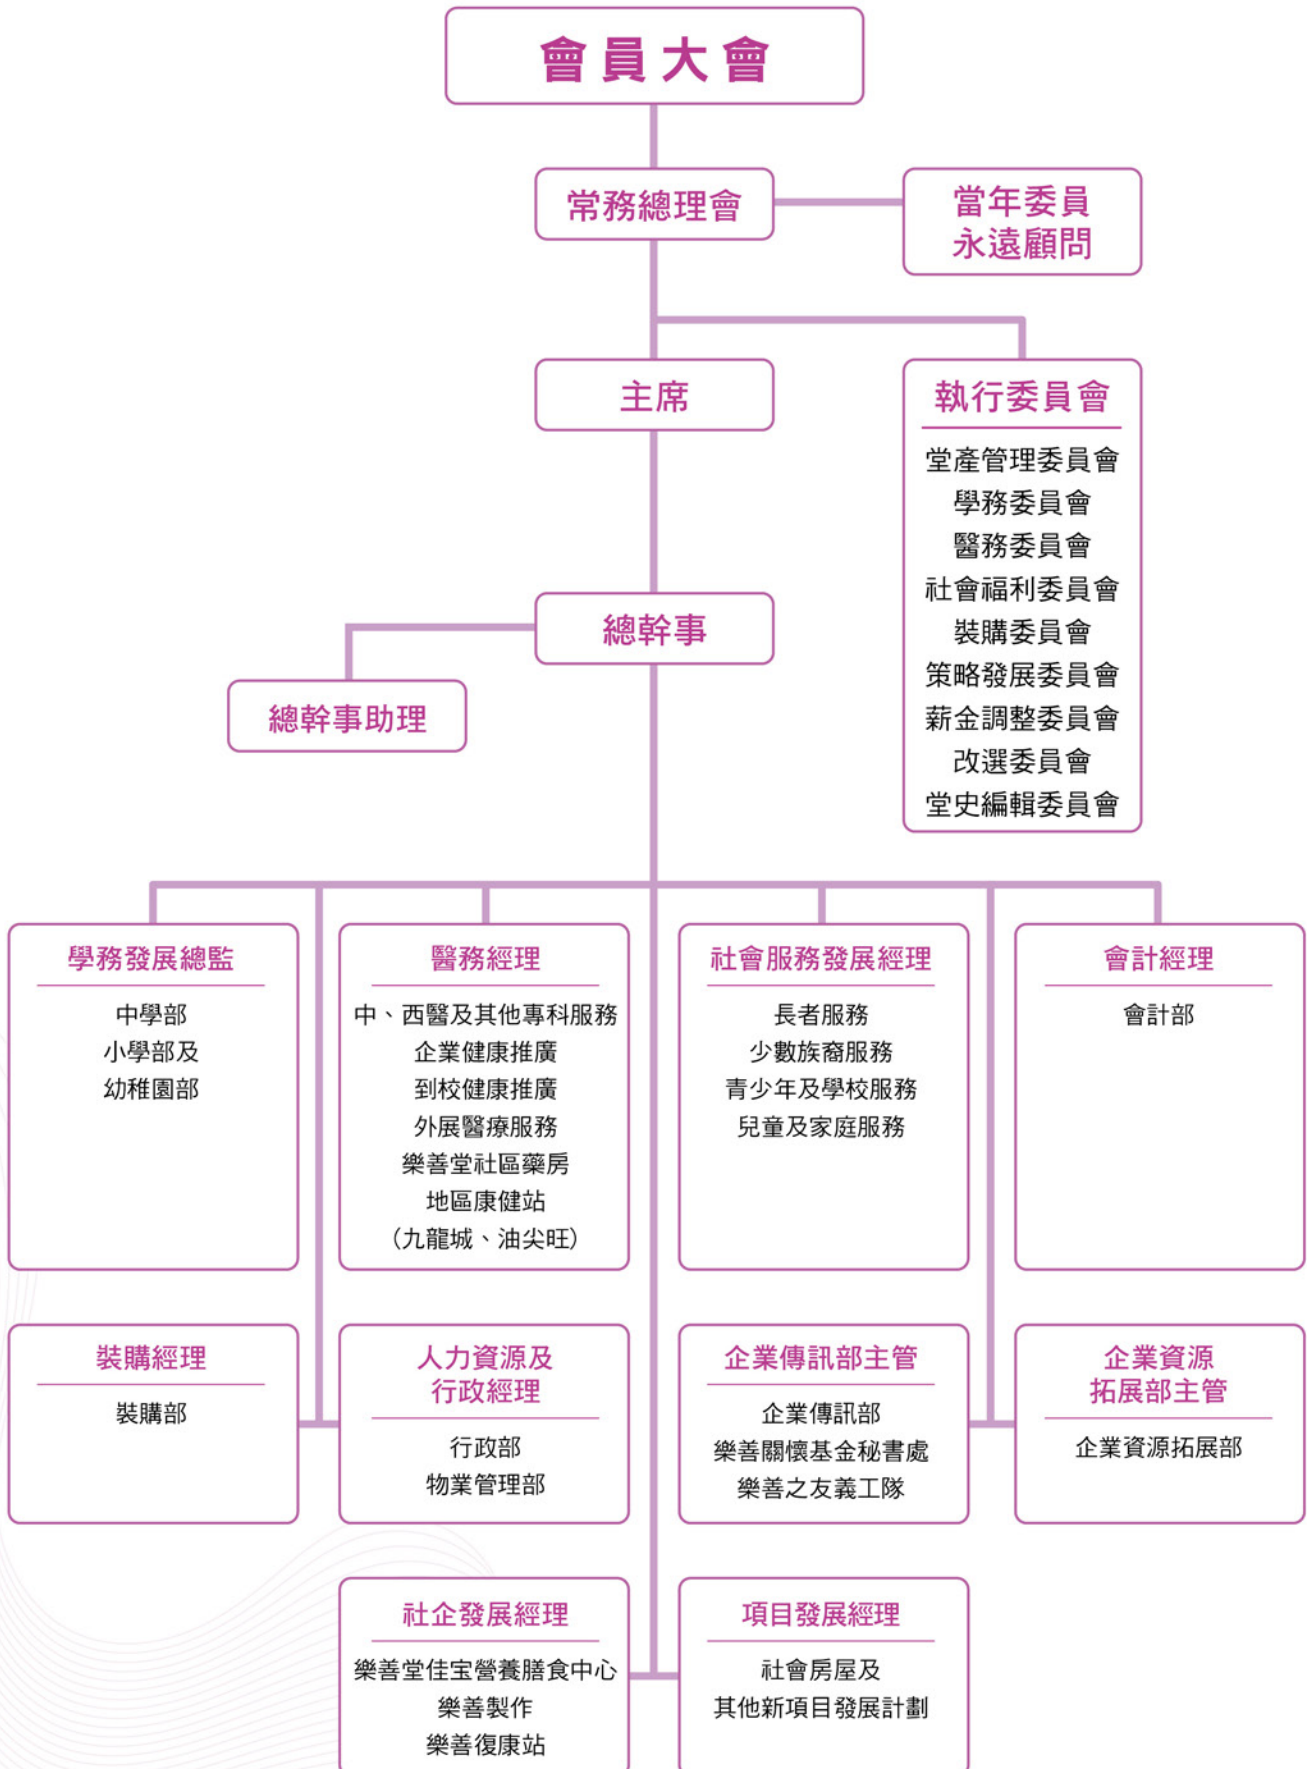 會員大會
常務總理會
當年委員
永遠顧問
主席
執行委員會
堂產管理委員會
學務委員會
醫務委員會
社會福利委員會
裝購委員會
策略發展委員會
薪金調整委員會
改選委員會
堂史編輯委員會
總幹事
總幹事助理
學務發展總監
中學部
小學部及
幼稚園部
醫務經理
中、西醫及其他專科服務
企業健康推廣
到校健康推廣
外展醫療服務
樂善堂社區藥房
地區康健站
（九龍城、油尖旺）
社會服務發展經理
長者服務
少數族裔服務
青少年及學校服務
兒童及家庭服務
會計經理
會計部
裝購經理
裝購部
人力資源及
行政經理
行政部
物業管理部
企業傳訊部主管
企業傳訊部
樂善關懷基金秘書處
樂善之友義工隊
企業資源
拓展部主管
企業資源拓展部
社企發展經理
樂善堂佳宝營養膳食中心
樂善製作
樂善復康站
項目發展經理
社會房屋及
其他新項目發展計劃